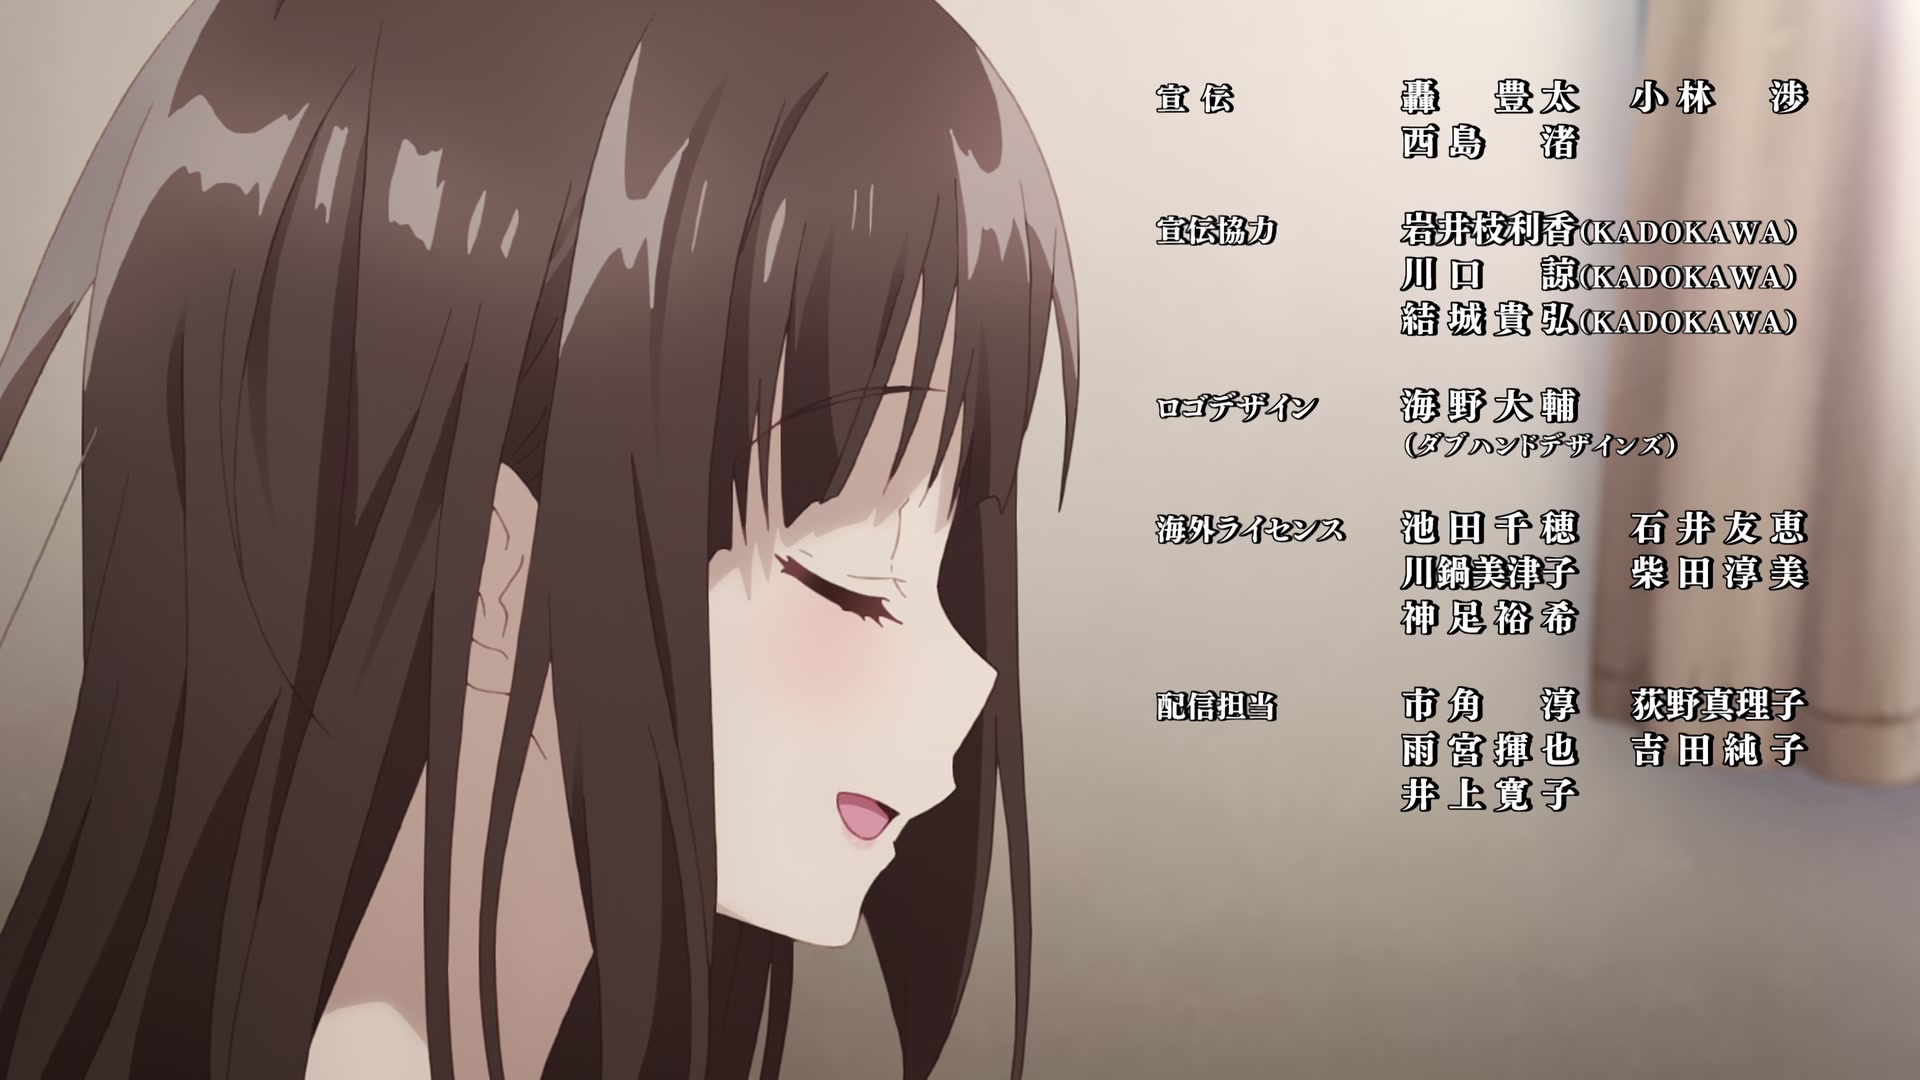 宣伝 轟 豊太 小林 渉
西島 渚
宣伝協力 岩井枝利香(KADOKAWA)
川口 諒(KADOKAWA)
結城貴弘(KADOKAWA)
ロゴデザイン 海野大輔
(ダブハンドデザインズ)
海外ライセンス 池田千穂 石井友恵
川鍋美津子 柴田淳美
神足裕希
配信担当 市角 淳 荻野真理子
雨宮揮也 吉田純子
井上寛子